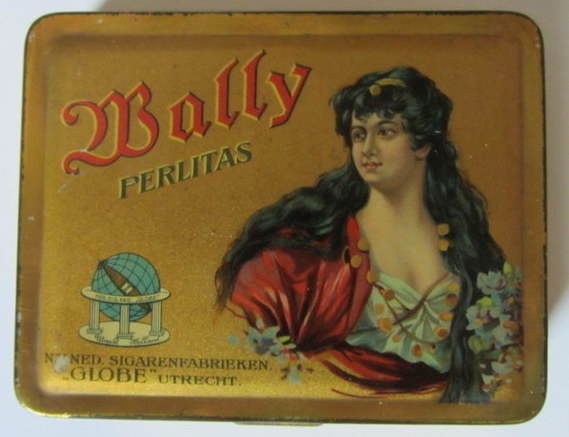 Wally
PERLITAS
NED. SIGARENFABRIEKEN.
„GLOBE" UTRECHT.